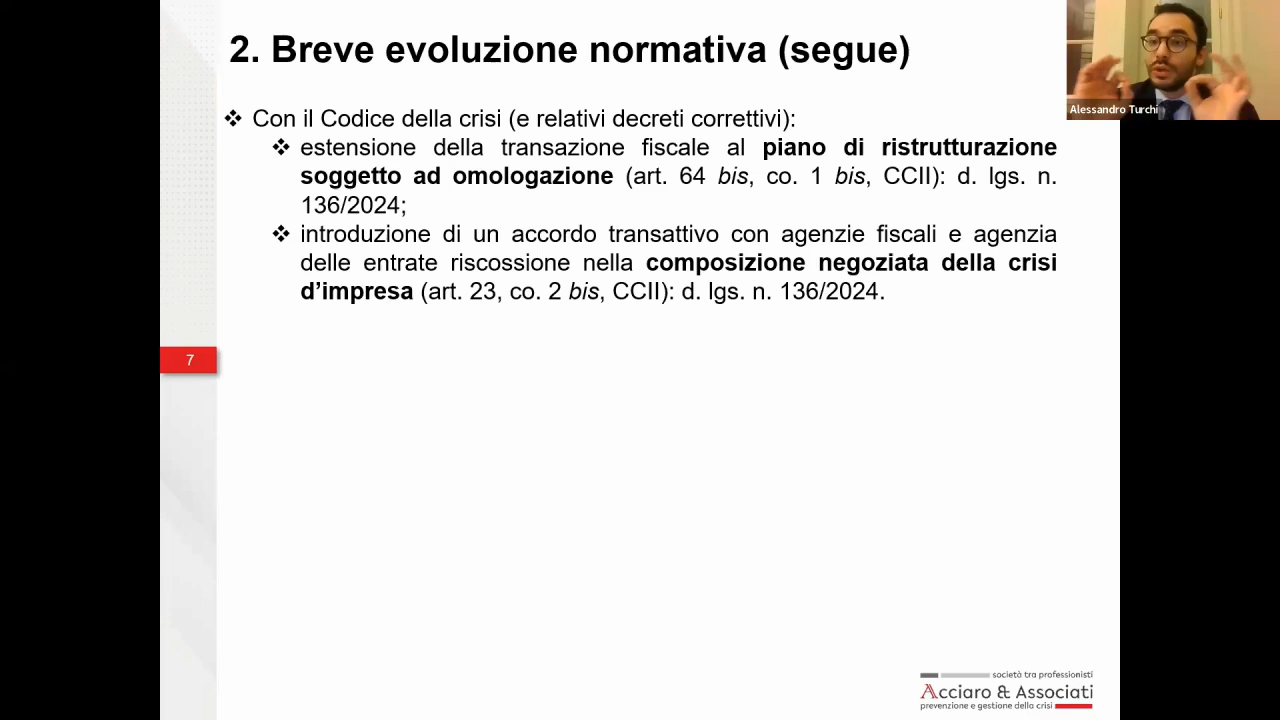 2. Breve evoluzione normativa (segue)
Alessandro Turchi
❖ Con il Codice della crisi (e relativi decreti correttivi):
❖ estensione della transazione fiscale al piano di ristrutturazione
soggetto ad omologazione (art. 64 bis, co. 1 bis, CCII): d. lgs. n.
136/2024;
❖ introduzione di un accordo transattivo con agenzie fiscali e agenzia
delle entrate riscossione nella composizione negoziata della crisi
d’impresa (art. 23, co. 2 bis, CCII): d. lgs. n. 136/2024.
7
società tra professionisti
Acciaro & Associati
prevenzione e gestione della crisi